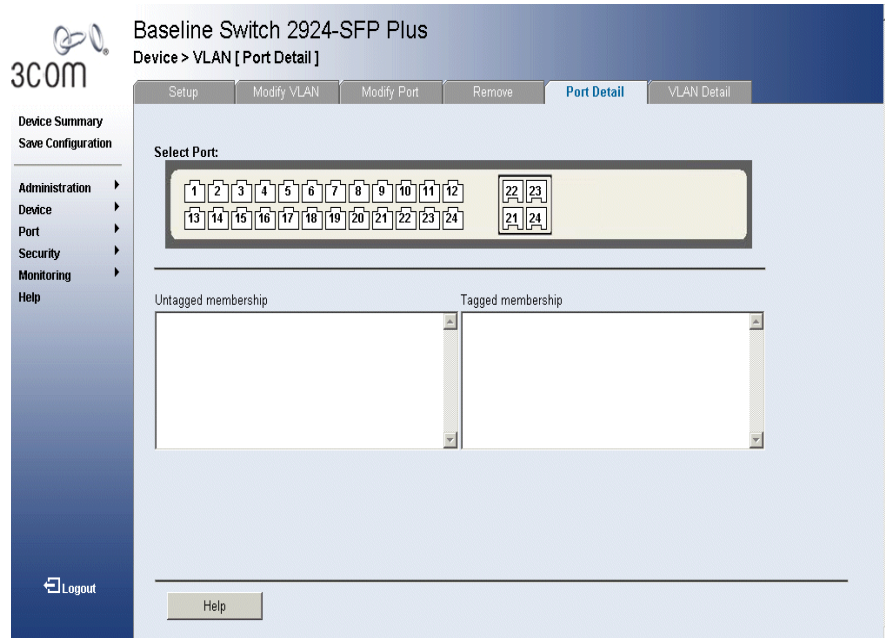 3com
Baseline Switch 2924-SFP Plus
Device > VLAN [ Port Detail ]
Setup Modify VLAN Modify Port Remove Port Detail VLAN Detail
Device Summary
Save Configuration
Administration
Device
Port
Security
Monitoring
Help
Logout
Select Port:
1 2 3 4 5 6 7 8 9 10 11 12 22 23
13 14 15 16 17 18 19 20 21 22 23 24 21 24
Untagged membership Tagged membership
Help